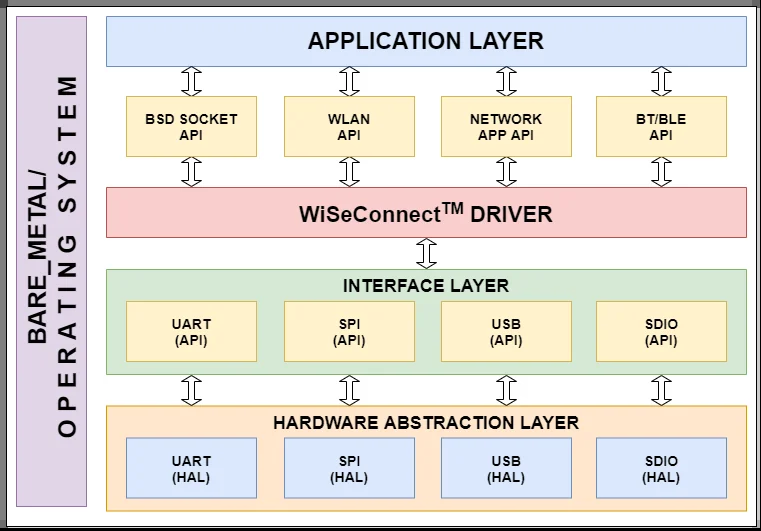 BARE_METAL/
OPERATING SYSTEM
APPLICATION LAYER
BSD SOCKET
API
WLAN
API
NETWORK
APP API
BT/BLE
API
WiSeConnect™ DRIVER
INTERFACE LAYER
UART
(API)
SPI
(API)
USB
(API)
SDIO
(API)
HARDWARE ABSTRACTION LAYER
UART
(HAL)
SPI
(HAL)
USB
(HAL)
SDIO
(HAL)